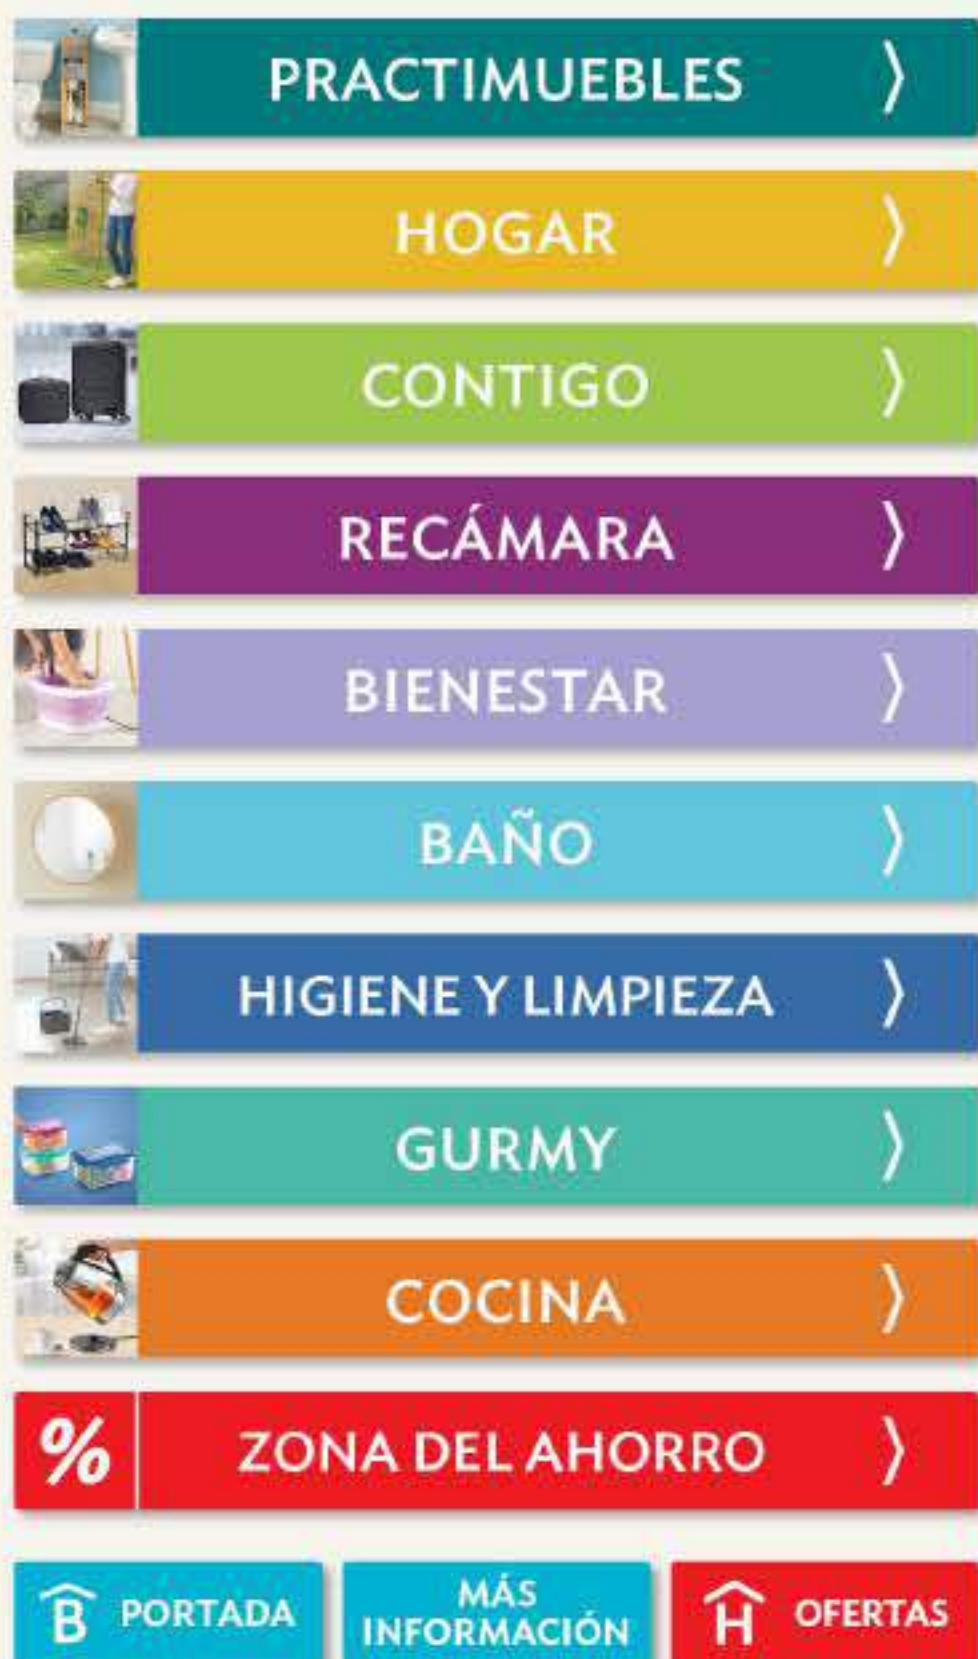 PRACTIMUEBLES
HOGAR
CONTIGO
RECÁMARA
BIENESTAR
BAÑO
HIGIENE Y LIMPIEZA
GURMY
COCINA
% ZONA DEL AHORRO
B PORTADA
MÁS
INFORMACIÓN
H OFERTAS